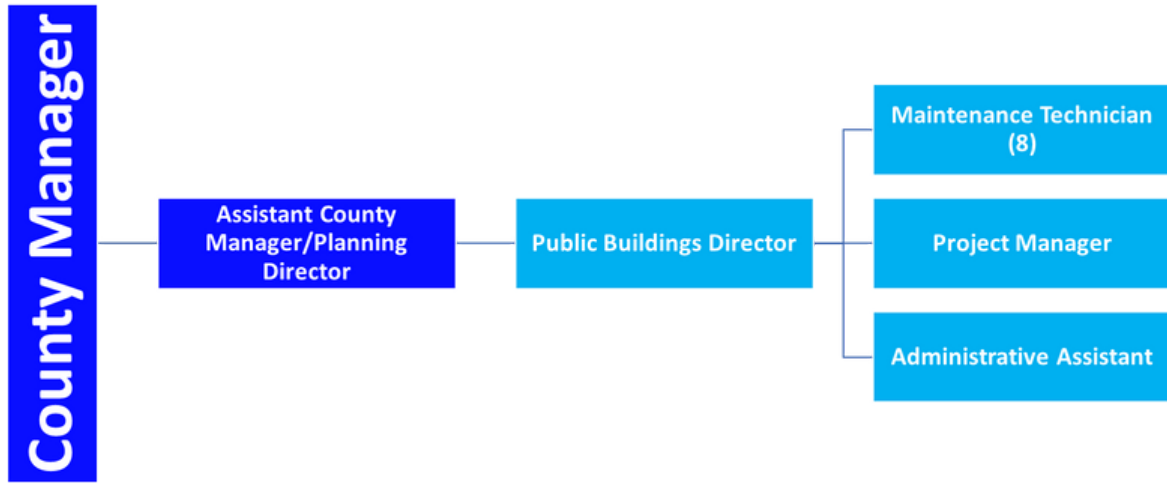 County Manager
Assistant County
Manager/Planning
Director
Public Buildings Director
Maintenance Technician
(8)
Project Manager
Administrative Assistant